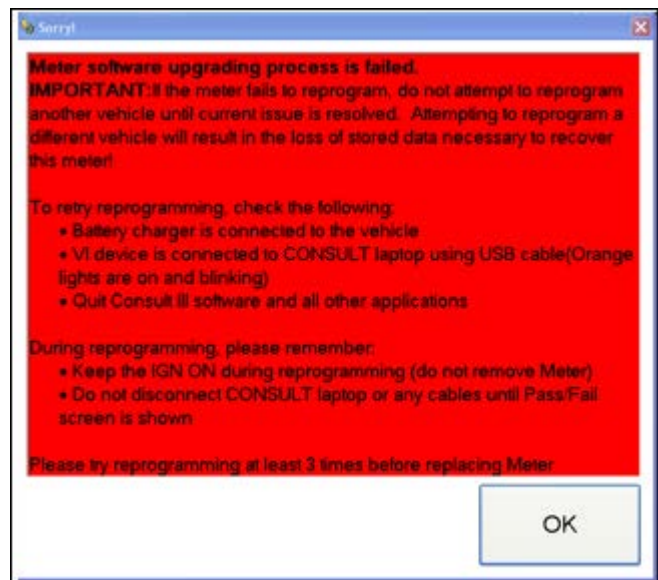 Sorry!
Meter software upgrading process is failed.
IMPORTANT:If the meter fails to reprogram, do not attempt to reprogram
another vehicle until current issue is resolved. Attempting to reprogram a
different vehicle will result in the loss of stored data necessary to recover
this meter!
To retry reprogramming, check the following:
• Battery charger is connected to the vehicle
• VI device is connected to CONSULT laptop using USB cable(Orange
lights are on and blinking)
• Quit Consult III software and all other applications
During reprogramming, please remember:
• Keep the IGN ON during reprogramming (do not remove Meter)
• Do not disconnect CONSULT laptop or any cables until Pass/Fail
screen is shown
Please try reprogramming at least 3 times before replacing Meter
OK